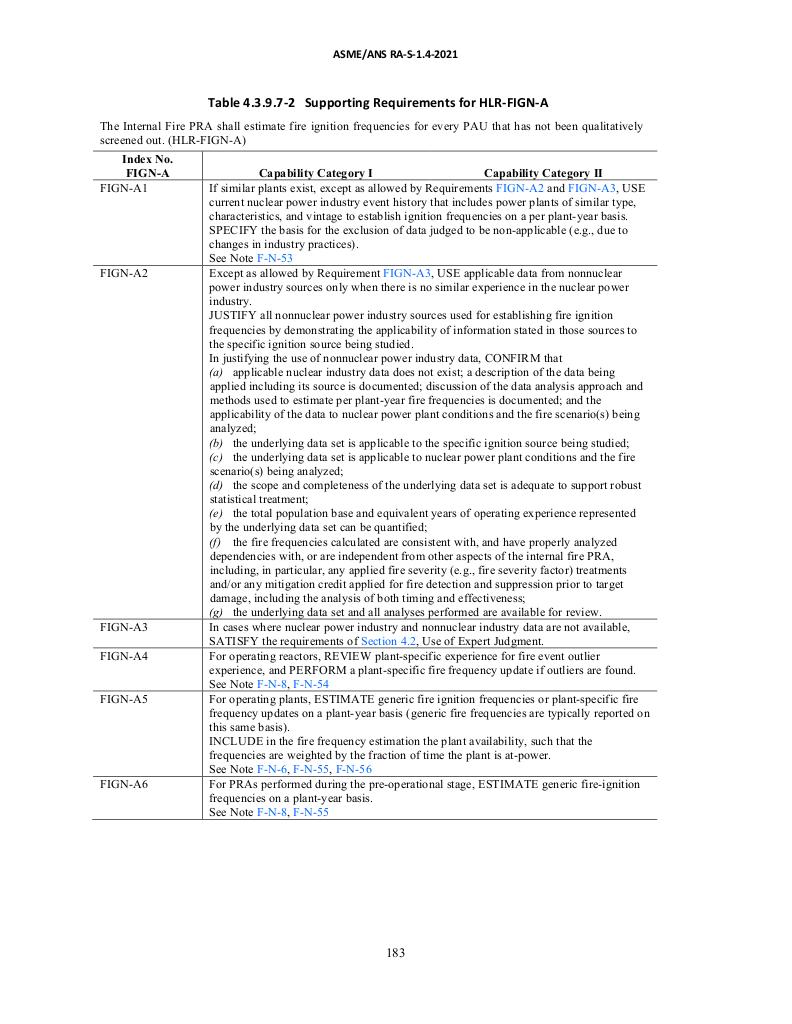 ASME/ANS RA-S-1.4-2021
Table 4.3.9.7-2 Supporting Requirements for HLR-FIGN-A
The Internal Fire PRA shall estimate fire ignition frequencies for every PAU that has not been qualitatively
screened out. (HLR-FIGN-A)
Index No.
FIGN-A
Capability Category I
Capability Category II
FIGN-A1
If similar plants exist, except as allowed by Requirements FIGN-A2 and FIGN-A3, USE
current nuclear power industry event history that includes power plants of similar type,
characteristics, and vintage to establish ignition frequencies on a per plant-year basis.
SPECIFY the basis for the exclusion of data judged to be non-applicable (e.g., due to
changes in industry practices).
See Note F-N-53
FIGN-A2
Except as allowed by Requirement FIGN-A3, USE applicable data from nonnuclear
power industry sources only when there is no similar experience in the nuclear power
industry.
JUSTIFY all nonnuclear power industry sources used for establishing fire ignition
frequencies by demonstrating the applicability of information stated in those sources to
the specific ignition source being studied.
In justifying the use of nonnuclear power industry data, CONFIRM that
(a) applicable nuclear industry data does not exist; a description of the data being
applied including its source is documented; discussion of the data analysis approach and
methods used to estimate per plant-year fire frequencies is documented; and the
applicability of the data to nuclear power plant conditions and the fire scenario(s) being
analyzed;
(b) the underlying data set is applicable to the specific ignition source being studied;
(c) the underlying data set is applicable to nuclear power plant conditions and the fire
scenario(s) being analyzed;
(d) the scope and completeness of the underlying data set is adequate to support robust
statistical treatment;
(e) the total population base and equivalent years of operating experience represented
by the underlying data set can be quantified;
(f) the fire frequencies calculated are consistent with, and have properly analyzed
dependencies with, or are independent from other aspects of the internal fire PRA,
including, in particular, any applied fire severity (e.g., fire severity factor) treatments
and/or any mitigation credit applied for fire detection and suppression prior to target
damage, including the analysis of both timing and effectiveness;
(g) the underlying data set and all analyses performed are available for review.
FIGN-A3
In cases where nuclear power industry and nonnuclear industry data are not available,
SATISFY the requirements of Section 4.2, Use of Expert Judgment.
FIGN-A4
For operating reactors, REVIEW plant-specific experience for fire event outlier
experience, and PERFORM a plant-specific fire frequency update if outliers are found.
See Note F-N-8, F-N-54
FIGN-A5
For operating plants, ESTIMATE generic fire ignition frequencies or plant-specific fire
frequency updates on a plant-year basis (generic fire frequencies are typically reported on
this same basis).
INCLUDE in the fire frequency estimation the plant availability, such that the
frequencies are weighted by the fraction of time the plant is at-power.
See Note F-N-6, F-N-55, F-N-56
FIGN-A6
For PRAs performed during the pre-operational stage, ESTIMATE generic fire-ignition
frequencies on a plant-year basis.
See Note F-N-8, F-N-55
183